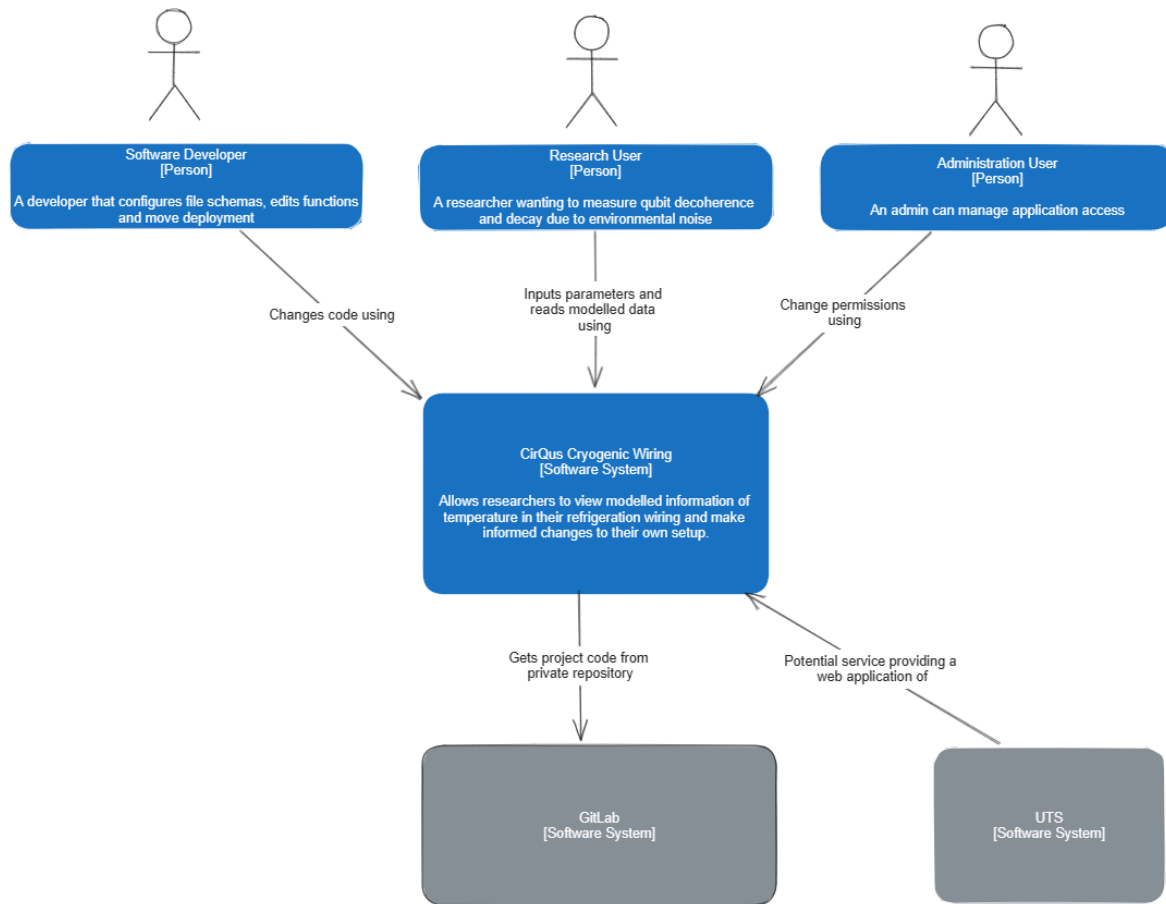 Software Developer
[Person]
A developer that configures file schemas, edits functions
and move deployment
Research User
[Person]
A researcher wanting to measure qubit decoherence
and decay due to environmental noise
Administration User
[Person]
An admin can manage application access
Changes code using
Inputs parameters and
reads modelled data
using
Change permissions
using
CirQus Cryogenic Wiring
[Software System]
Allows researchers to view modelled information of
temperature in their refrigeration wiring and make
informed changes to their own setup.
Gets project code from
private repository
Potential service providing a
web application of
GitLab
[Software System]
UTS
[Software System]